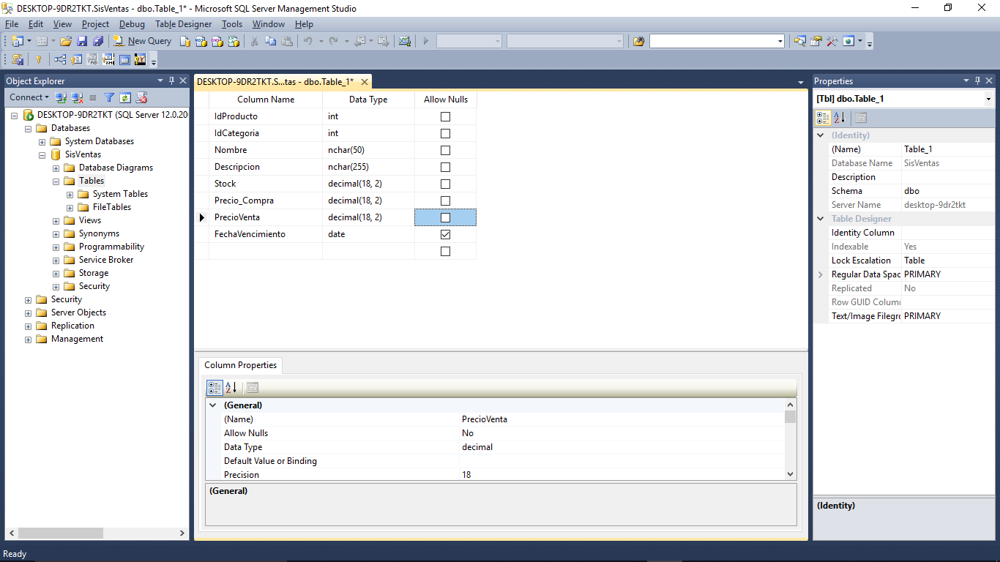 DESKTOP-9DR2TKT.SisVentas - dbo.Table_1* - Microsoft SQL Server Management Studio
File Edit View Project Debug Table Designer Tools Window Help
New Query
Object Explorer
Connect
DESKTOP-9DR2TKT (SQL Server 12.0.20
Databases
System Databases
SisVentas
Database Diagrams
Tables
System Tables
FileTables
Views
Synonyms
Programmability
Service Broker
Storage
Security
Security
Server Objects
Replication
Management
DESKTOP-9DR2TKT.S...tas - dbo.Table_1*
Column Name Data Type Allow Nulls
IdProducto int
IdCategoria int
Nombre nchar(50)
Descripcion nchar(255)
Stock decimal(18, 2)
Precio_Compra decimal(18, 2)
PrecioVenta decimal(18, 2)
FechaVencimiento date
Column Properties
(General)
(Name) PrecioVenta
Allow Nulls No
Data Type decimal
Default Value or Binding
Precision 18
(General)
Properties
[Tbl] dbo.Table_1
(Identity)
(Name) Table_1
Database Name SisVentas
Description
Schema dbo
Server Name desktop-9dr2tkt
Table Designer
Identity Column
Indexable Yes
Lock Escalation Table
Regular Data Spac PRIMARY
Replicated No
Row GUID Colum
Text/Image Filegr PRIMARY
(Identity)
Ready